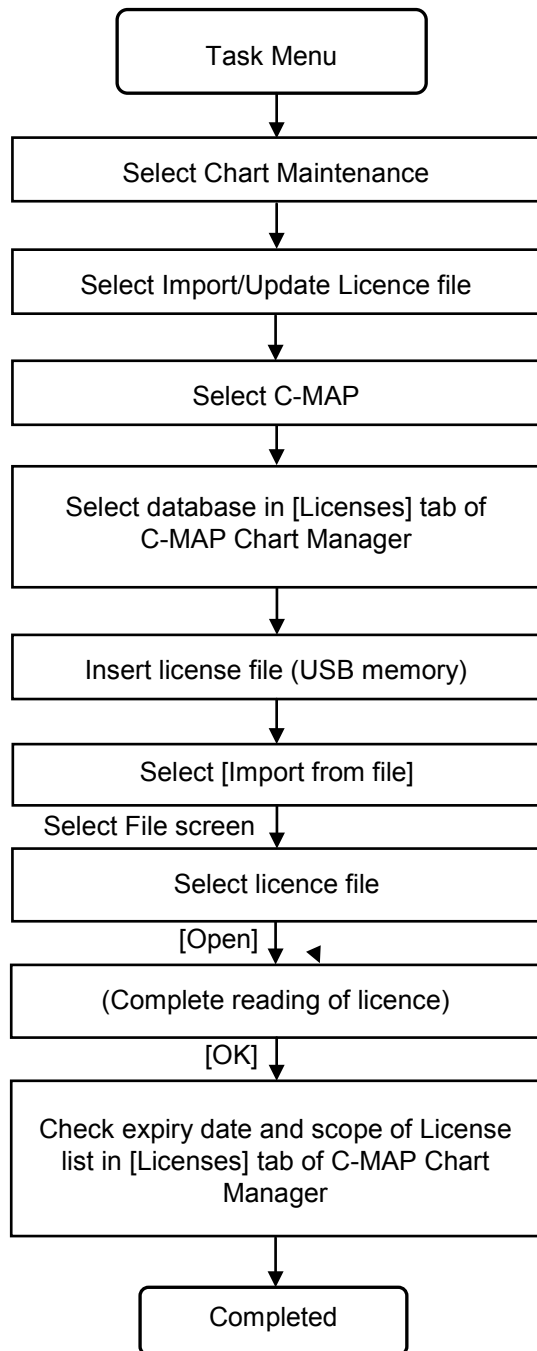 Task Menu
Select Chart Maintenance
Select Import/Update Licence file
Select C-MAP
Select database in [Licenses] tab of
C-MAP Chart Manager
Insert license file (USB memory)
Select [Import from file]
Select File screen
Select licence file
[Open]
(Complete reading of licence)
[OK]
Check expiry date and scope of License
list in [Licenses] tab of C-MAP Chart
Manager
Completed